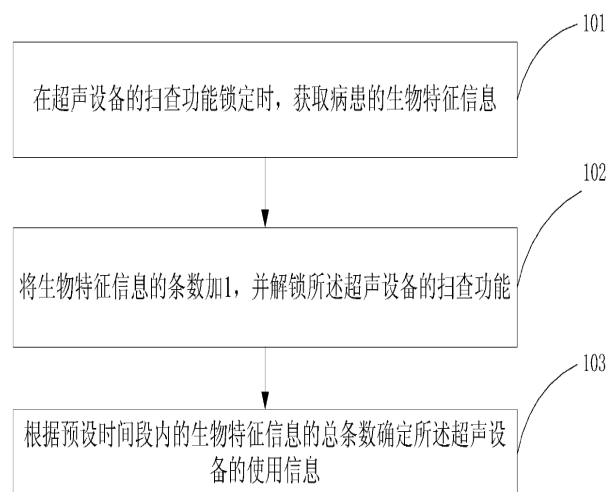 101
在超声设备的扫查功能锁定时，获取病患的生物特征信息
102
将生物特征信息的条数加1，并解锁所述超声设备的扫查功能
103
根据预设时间段内的生物特征信息的总条数确定所述超声设
备的使用信息